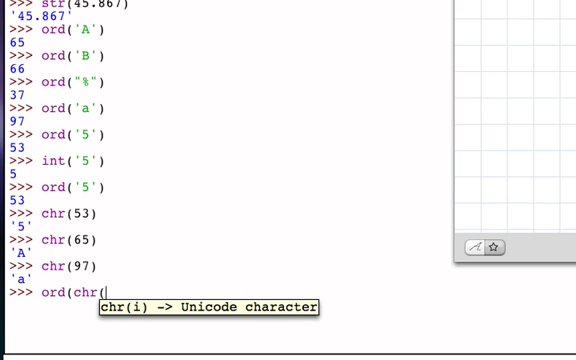 >>> str(45.867)
'45.867'
>>> ord('A')
65
>>> ord('B')
66
>>> ord("%")
37
>>> ord('a')
97
>>> ord('5')
53
>>> int('5')
5
>>> ord('5')
53
>>> chr(53)
'5'
>>> chr(65)
'A'
>>> chr(97)
'a'
>>> ord(chr(
chr(i) -> Unicode character